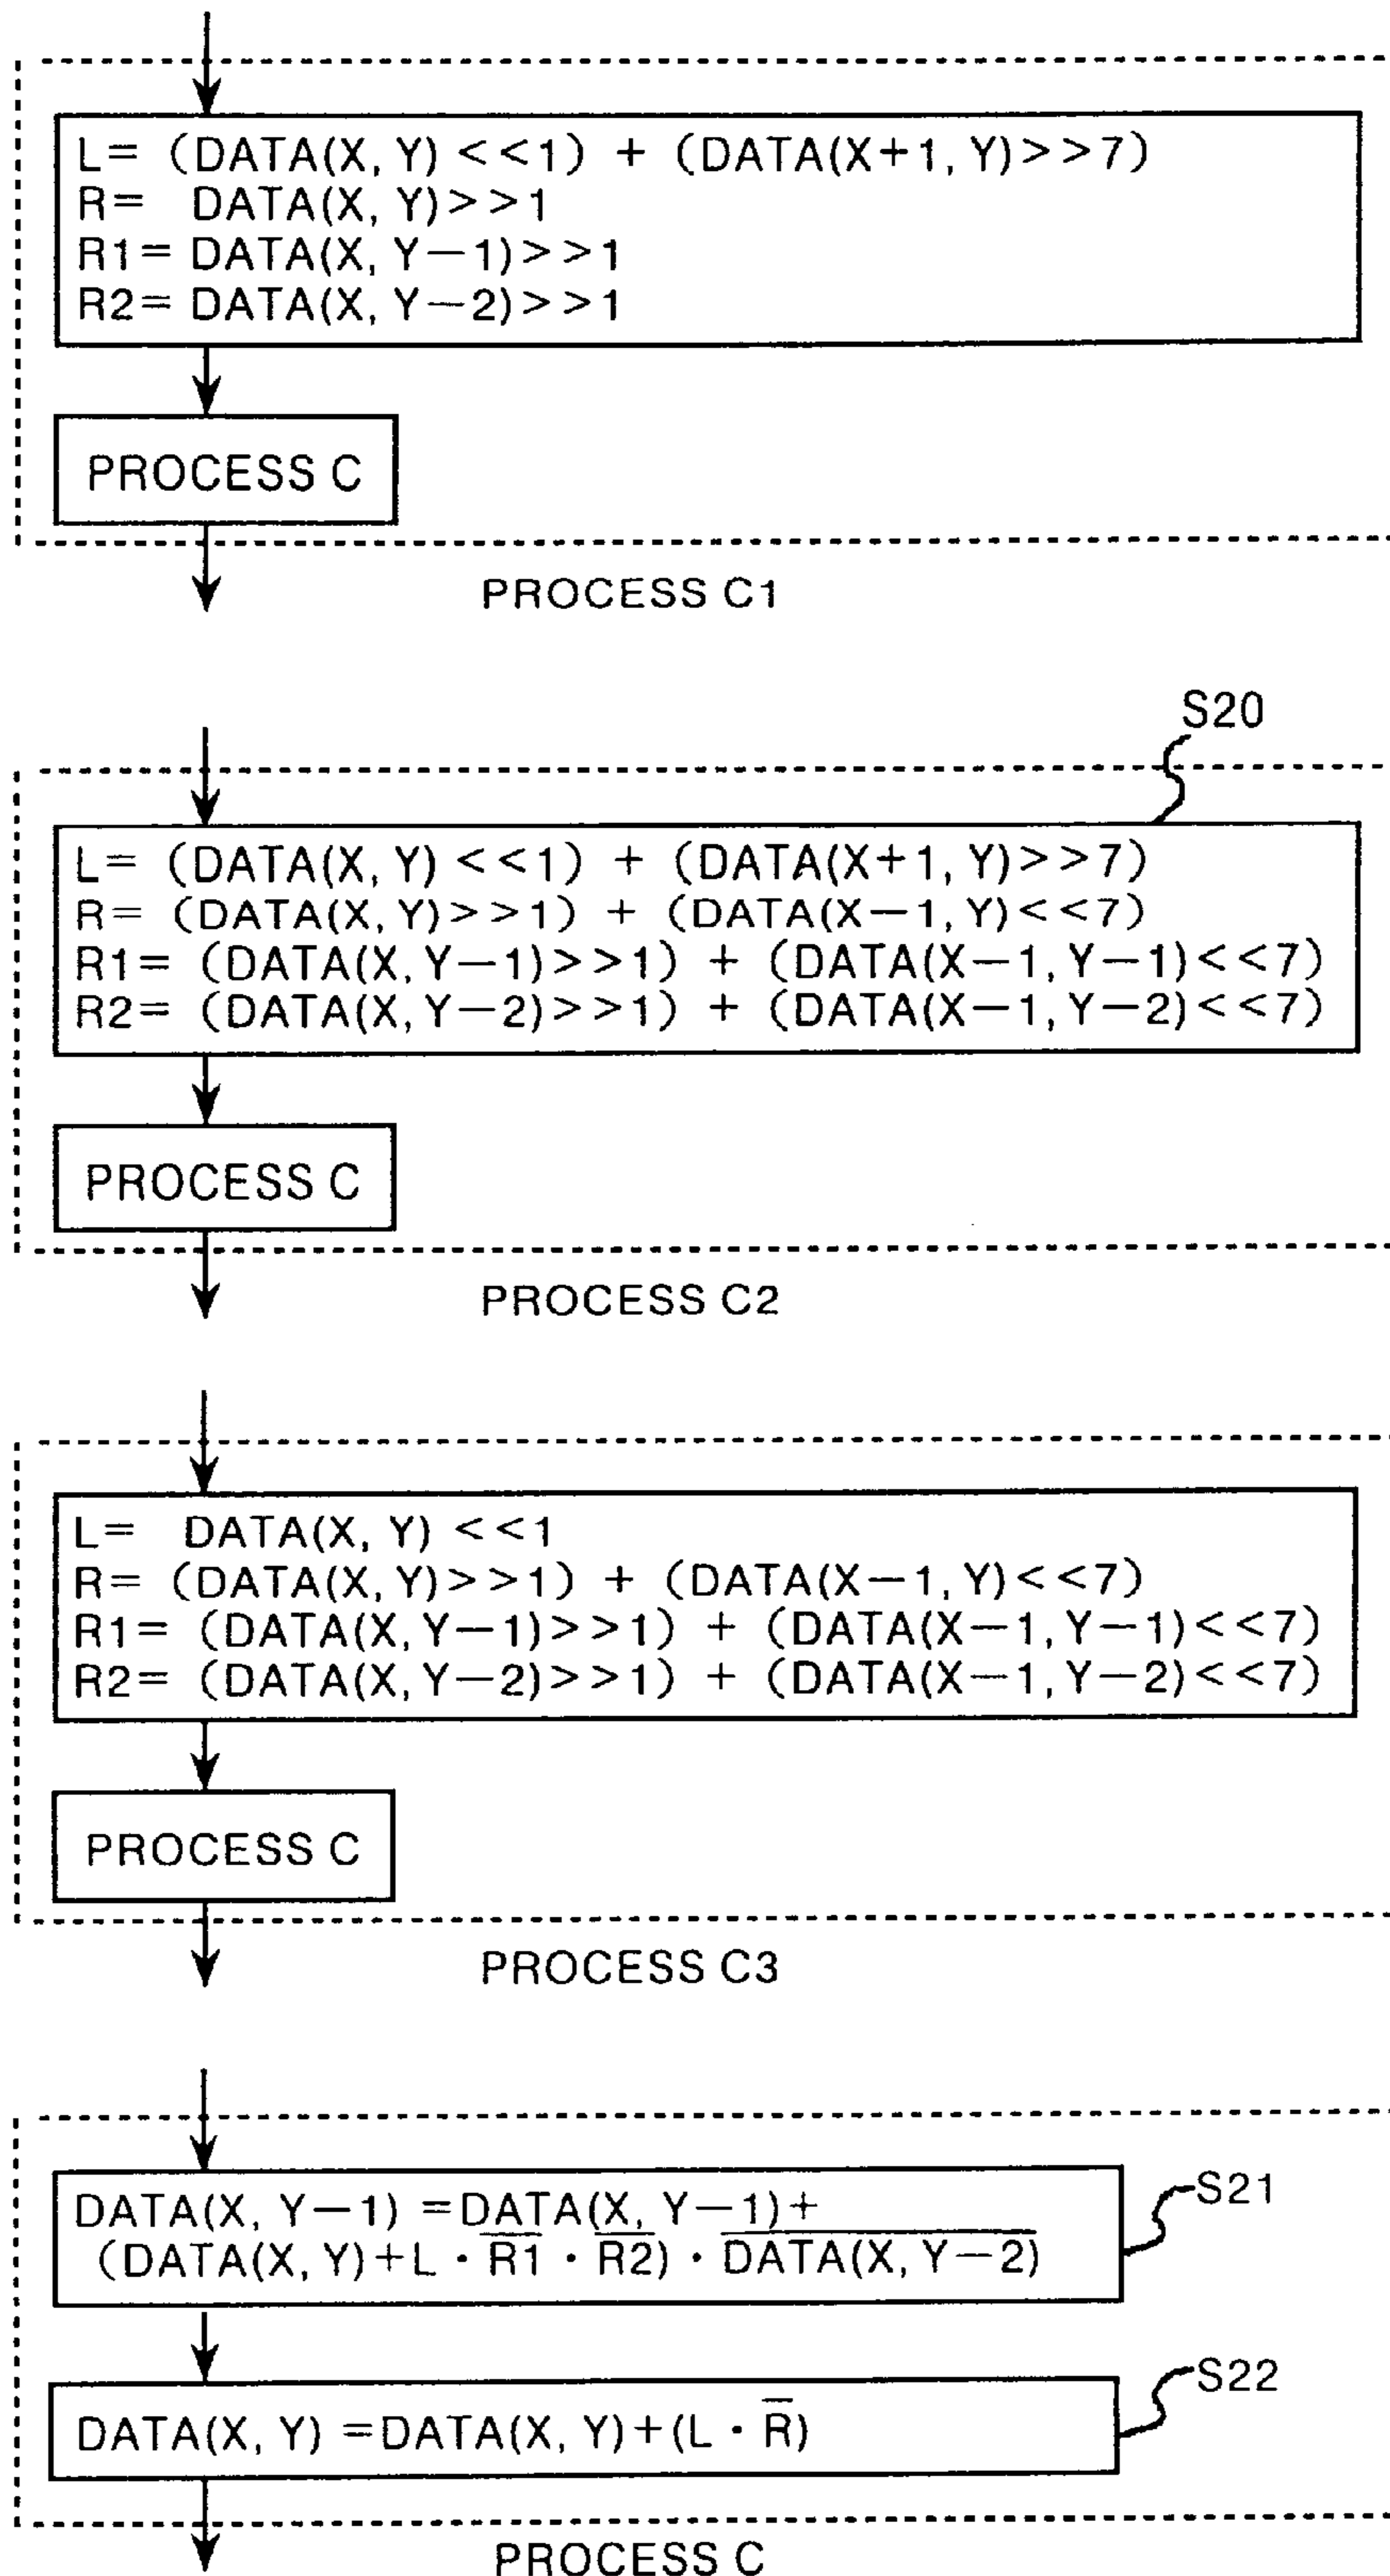 L= (DATA(X, Y) <<1) + (DATA(X+1, Y)>>7)
R= DATA(X, Y)>>1
R1= DATA(X, Y−1)>>1
R2= DATA(X, Y−2)>>1
PROCESS C
PROCESS C1
S20
L= (DATA(X, Y) <<1) + (DATA(X+1, Y)>>7)
R= (DATA(X, Y)>>1) + (DATA(X−1, Y)<<7)
R1= (DATA(X, Y−1)>>1) + (DATA(X−1, Y−1)<<7)
R2= (DATA(X, Y−2)>>1) + (DATA(X−1, Y−2)<<7)
PROCESS C
PROCESS C2
L= DATA(X, Y) <<1
R= (DATA(X, Y)>>1) + (DATA(X−1, Y)<<7)
R1= (DATA(X, Y−1)>>1) + (DATA(X−1, Y−1)<<7)
R2= (DATA(X, Y−2)>>1) + (DATA(X−1, Y−2)<<7)
PROCESS C
PROCESS C3
DATA(X, Y−1) =DATA(X, Y−1)+
(DATA(X, Y)+L · R̅1̅ · R̅2̅) · D̅A̅T̅A̅(̅X̅,̅ Y̅−̅2̅)̅
S21
DATA(X, Y) =DATA(X, Y)+(L · R̅)
S22
PROCESS C